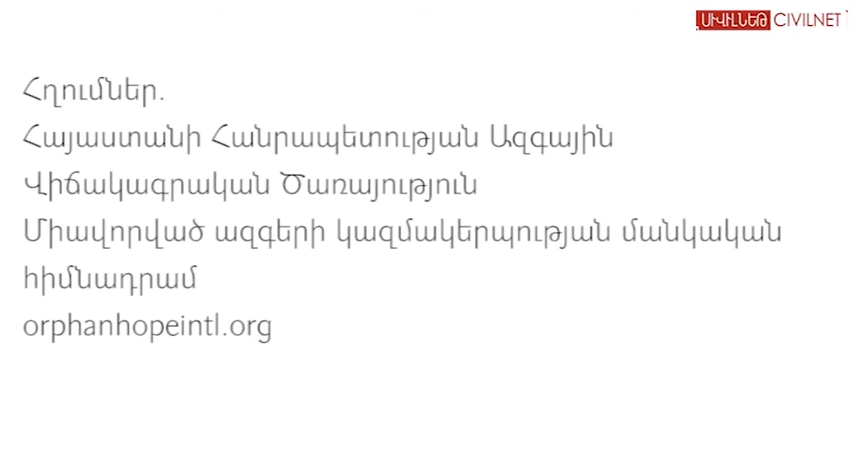 ՍԻՎԻԼՆԵԹ CIVILNET
Հղումներ.
Հայաստանի Հանրապետության Ազգային
Վիճակագրական Ծառայություն
Միավորված ազգերի կազմակերպության մանկական
հիմնադրամ
orphanhopeintl.org